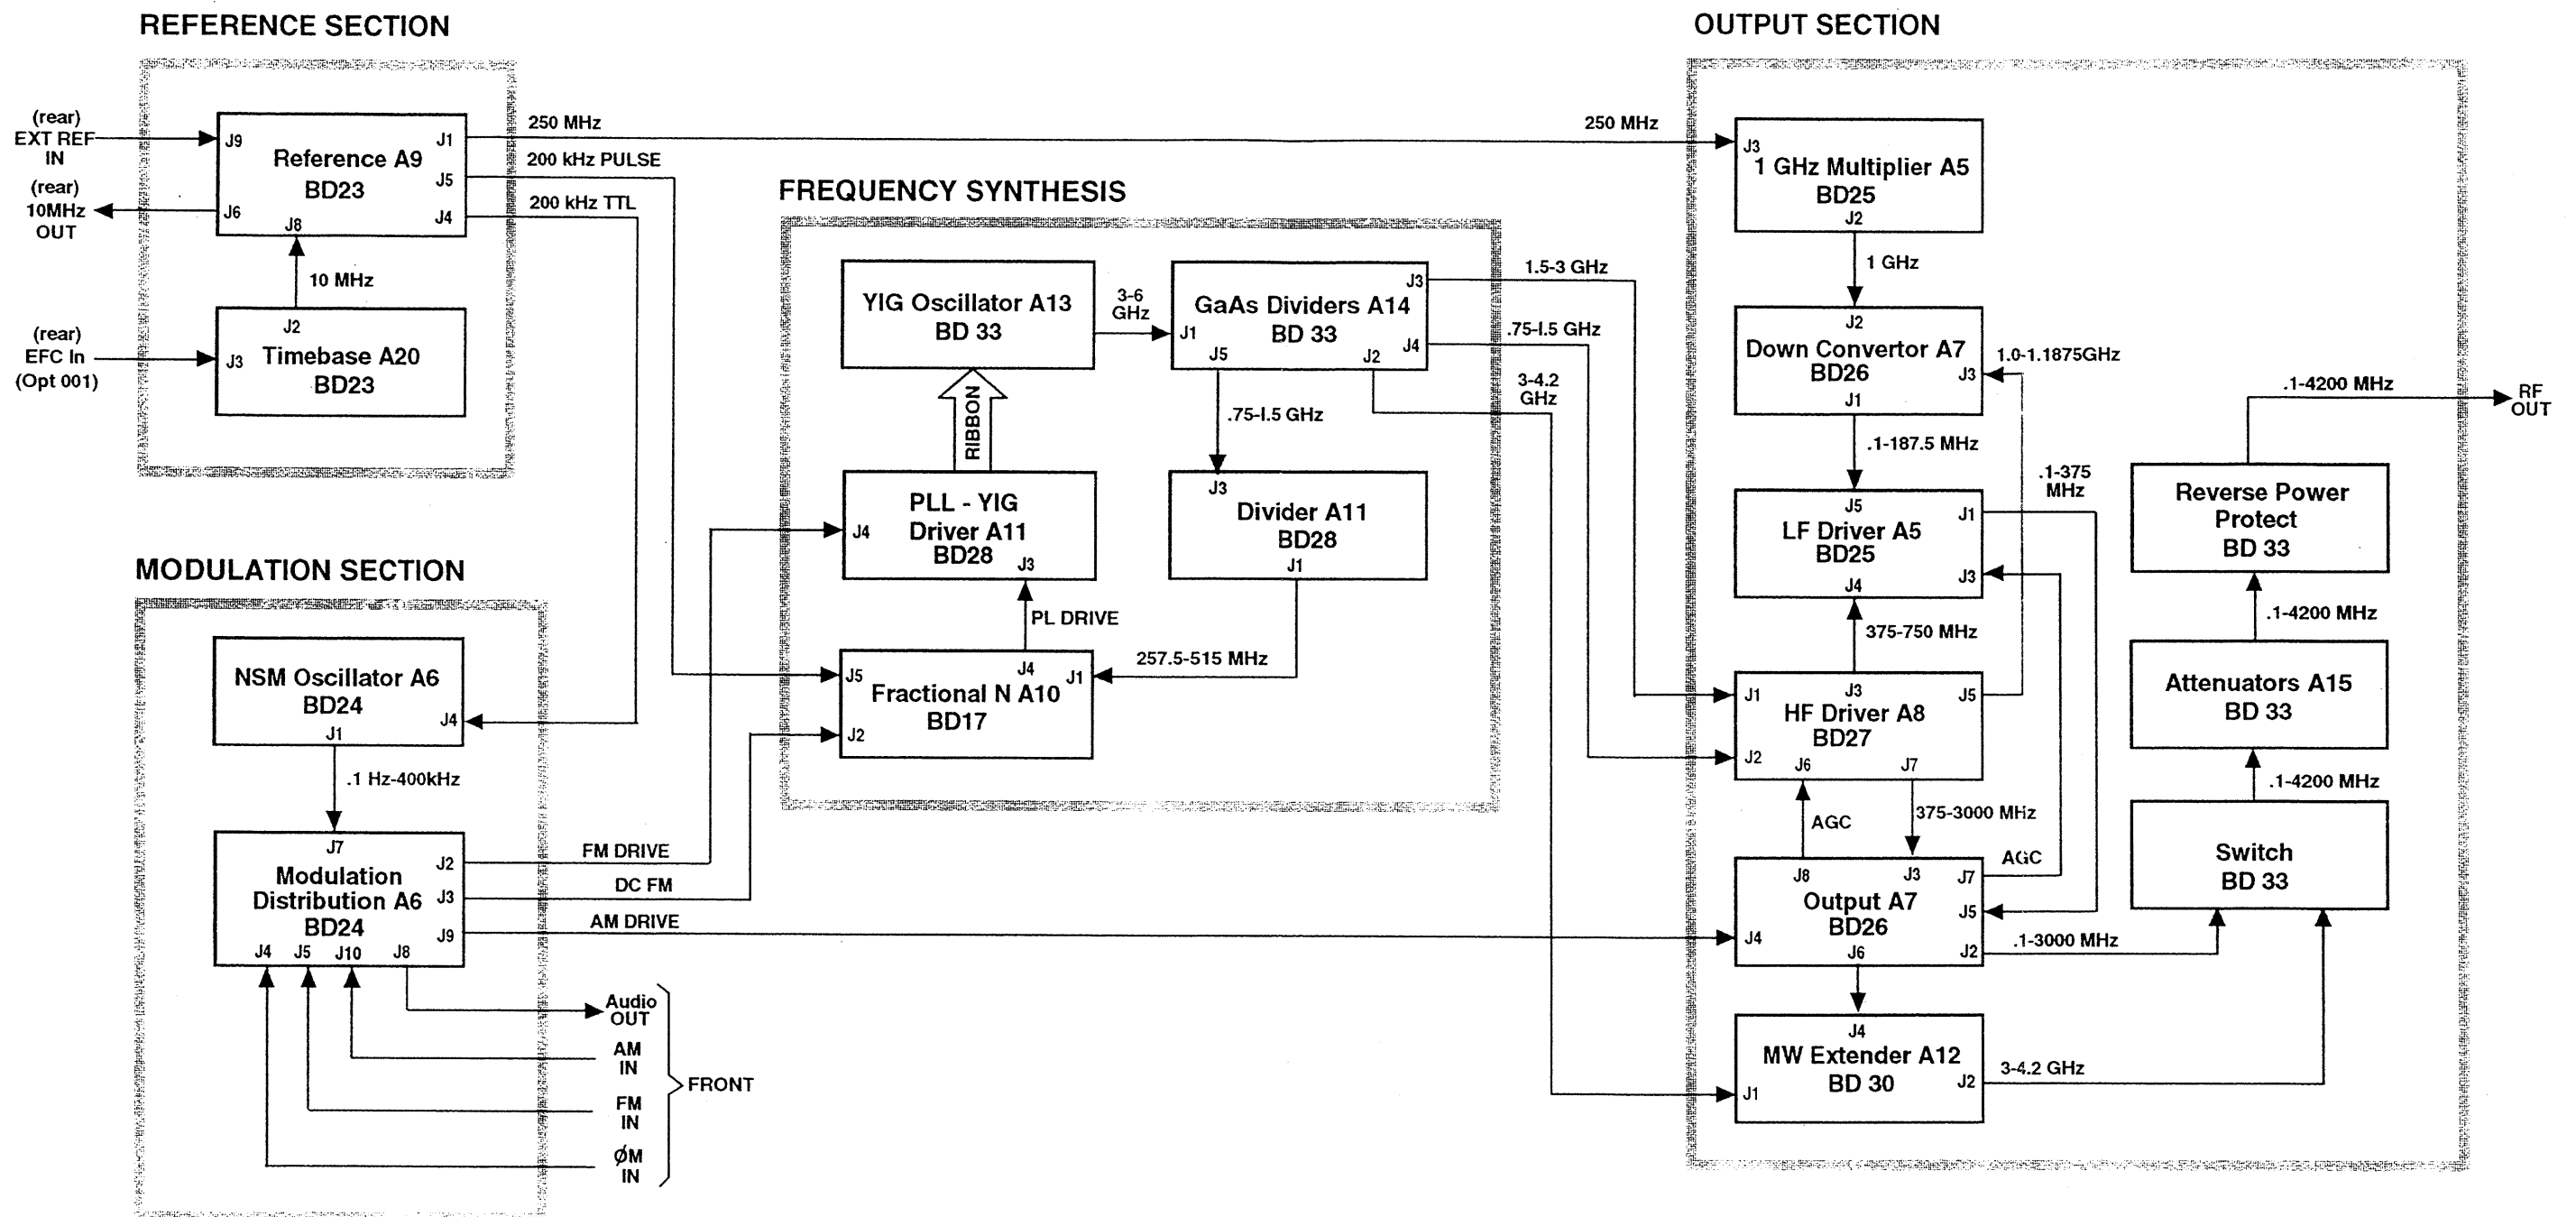 REFERENCE SECTION
(rear)
EXT REF
IN
(rear)
10MHz
OUT
J9
J1
Reference A9
BD23
J5
J6
J4
J8
250 MHz
200 kHz PULSE
200 kHz TTL
10 MHz
(rear)
EFC In
(Opt 001)
J2
J3
Timebase A20
BD23
MODULATION SECTION
NSM Oscillator A6
BD24
J4
J1
.1 Hz-400kHz
J7
Modulation
Distribution A6
BD24
J2
J3
J9
J4
J5
J10
J8
FM DRIVE
DC FM
AM DRIVE
Audio
OUT
AM
IN
FM
IN
ØM
IN
FRONT
FREQUENCY SYNTHESIS
YIG Oscillator A13
BD 33
3-6
GHz
GaAs Dividers A14
BD 33
J3
J1
J4
J5
J2
1.5-3 GHz
.75-I.5 GHz
3-4.2
GHz
RIBBON
.75-I.5 GHz
PLL - YIG
Driver A11
BD28
J4
J3
J3
Divider A11
BD28
J1
PL DRIVE
257.5-515 MHz
J5
J4
J1
Fractional N A10
BD17
J2
OUTPUT SECTION
250 MHz
J3
1 GHz Multiplier A5
BD25
J2
1 GHz
J2
Down Convertor A7
BD26
J3
J1
1.0-1.1875GHz
.1-187.5 MHz
.1-375
MHz
J5
J1
LF Driver A5
BD25
J3
J4
375-750 MHz
J1
J3
J5
HF Driver A8
BD27
J2
J6
J7
AGC
375-3000 MHz
AGC
J8
J3
J7
Output A7
BD26
J5
J4
J6
J2
.1-3000 MHz
J4
MW Extender A12
BD 30
J1
J2
3-4.2 GHz
.1-4200 MHz
RF
OUT
Reverse Power
Protect
BD 33
.1-4200 MHz
Attenuators A15
BD 33
.1-4200 MHz
Switch
BD 33